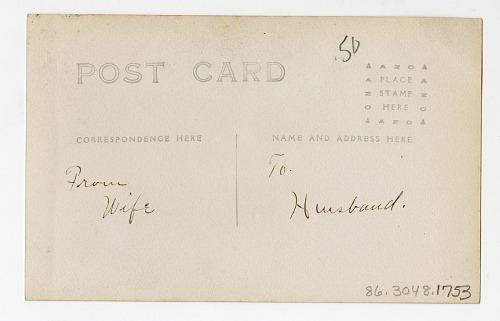 .50
POST CARD
▲ AZO ▲
A PLACE A
N STAMP N
O HERE O
▲ AZO ▲
CORRESPONDENCE HERE
NAME AND ADDRESS HERE
From
Wife
To.
Husband.
86.3048.1753